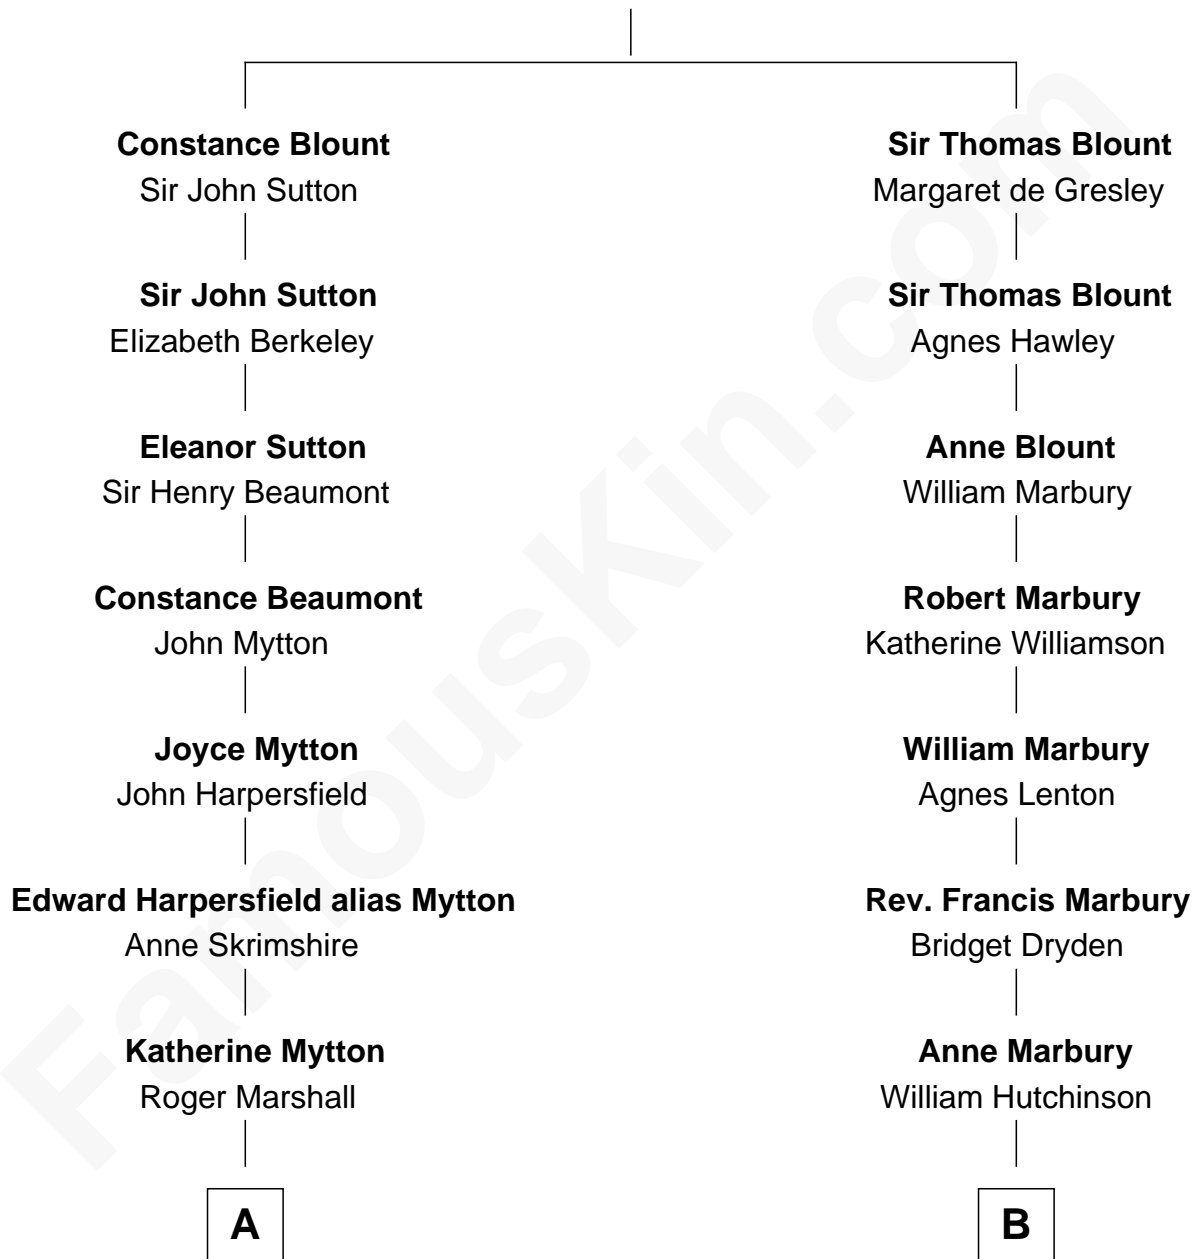 Constance Blount
Sir John Sutton
Sir John Sutton
Elizabeth Berkeley
Eleanor Sutton
Sir Henry Beaumont
Constance Beaumont
John Mytton
Joyce Mytton
John Harpersfield
Edward Harpersfield alias Mytton
Anne Skrimshire
Katherine Mytton
Roger Marshall
A
Sir Thomas Blount
Margaret de Gresley
Sir Thomas Blount
Agnes Hawley
Anne Blount
William Marbury
Robert Marbury
Katherine Williamson
William Marbury
Agnes Lenton
Rev. Francis Marbury
Bridget Dryden
Anne Marbury
William Hutchinson
B
FamousKin.com